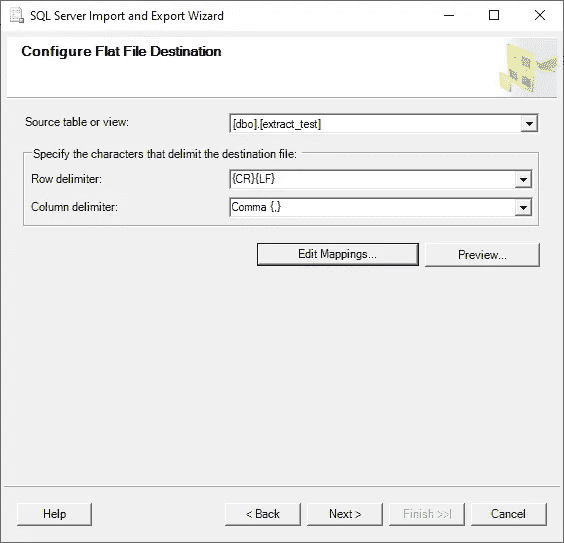 SQL Server Import and Export Wizard
Configure Flat File Destination
Source table or view: [dbo].[extract_test]
Specify the characters that delimit the destination file:
Row delimiter: {CR}{LF}
Column delimiter: Comma {,}
Edit Mappings... Preview...
Help < Back Next > Finish >>| Cancel